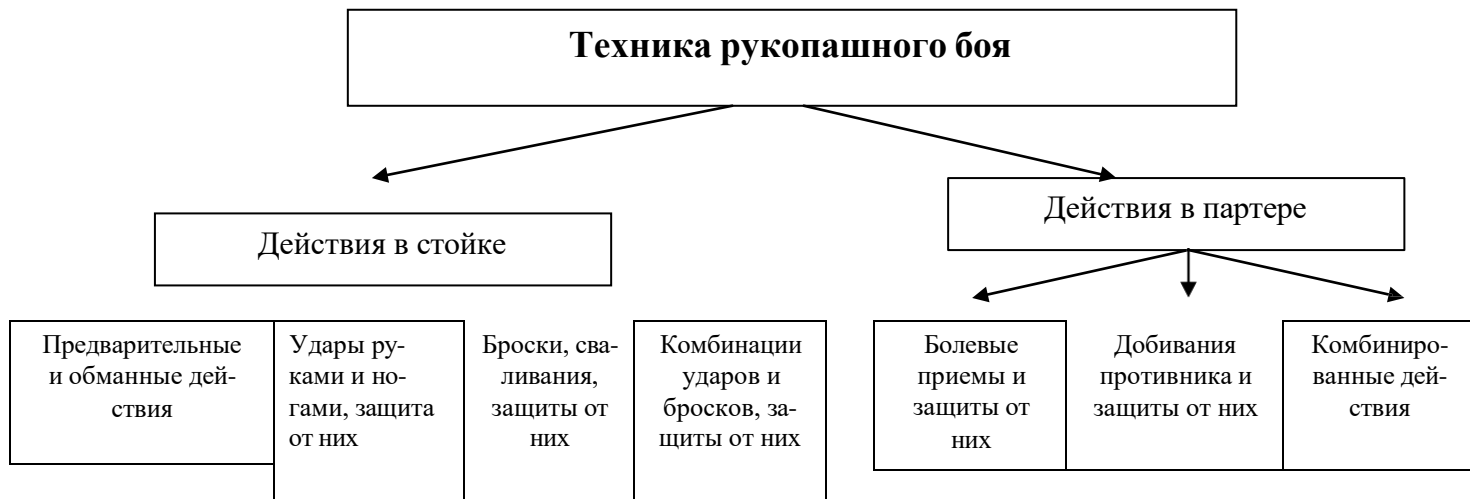 Техника рукопашного боя
Действия в партере
Действия в стойке
Предварительные
и обманные дей-
ствия
Удары ру-
ками и но-
гами, защита
от них
Броски, сва-
ливания,
защиты от
них
Комбинации
ударов и
бросков, за-
щиты от них
Болевые
приемы и
защиты от
них
Добивания
противника и
защиты от них
Комбиниро-
ванные дей-
ствия